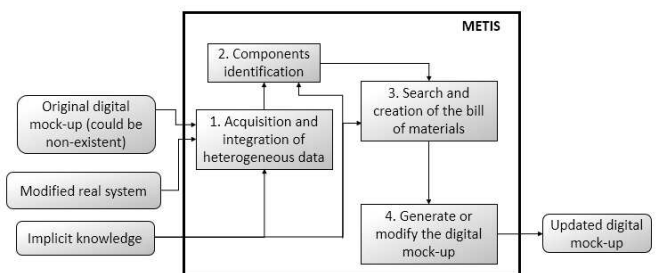 METIS
2. Components
identification
3. Search and
creation of the bill
of materials
Original digital
mock-up (could be
non-existent)
1. Acquisition and
integration of
heterogeneous data
Modified real system
Implicit knowledge
4. Generate or
modify the digital
mock-up
Updated digital
mock-up